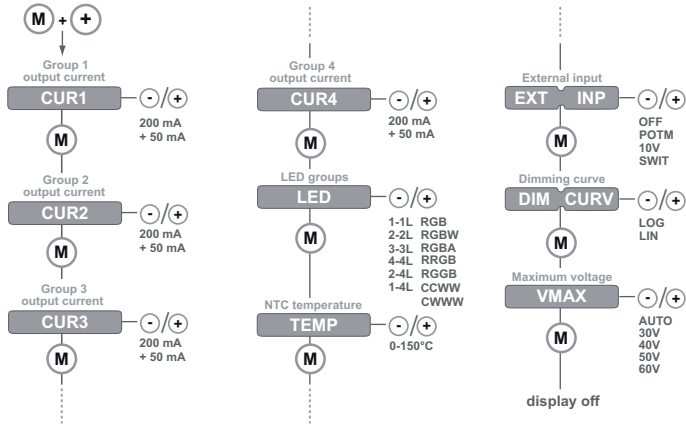 M + +
Group 1
output current
CUR1 - / +
200 mA
+ 50 mA
M
Group 2
output current
CUR2 - / +
200 mA
+ 50 mA
M
Group 3
output current
CUR3 - / +
200 mA
+ 50 mA
M
Group 4
output current
CUR4 - / +
200 mA
+ 50 mA
M
LED groups
LED - / +
1-1L RGB
2-2L RGBW
3-3L RGBA
4-4L RRGB
2-4L RGGB
1-4L CCWW
CWWW
M
NTC temperature
TEMP - / +
0-150°C
M
External input
EXT INP - / +
OFF
POTM
10V
SWIT
M
Dimming curve
DIM CURV - / +
LOG
LIN
M
Maximum voltage
VMAX - / +
AUTO
30V
40V
50V
60V
M
display off